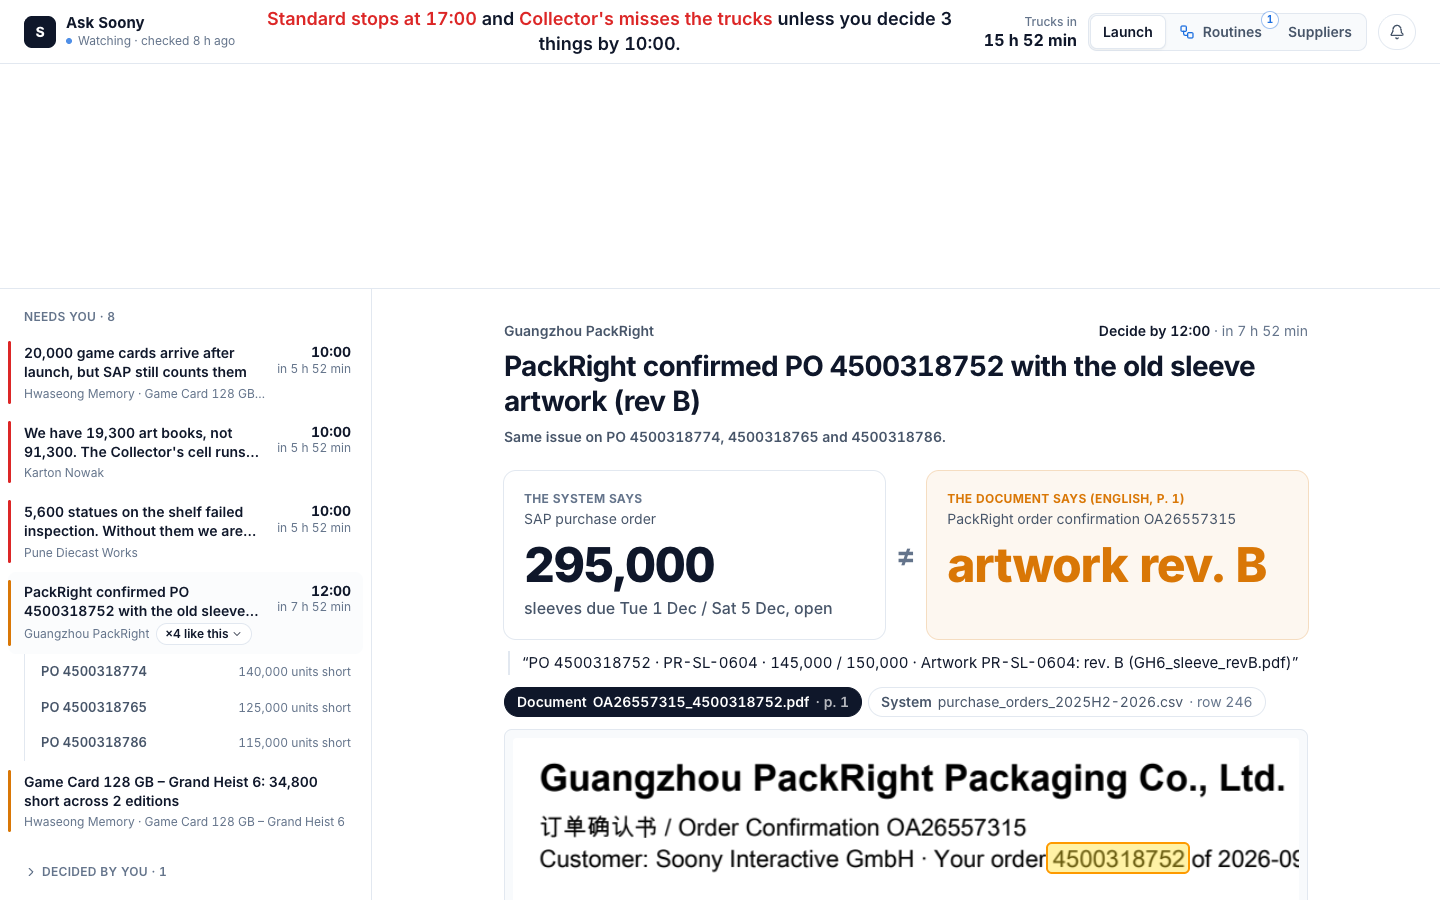 S
Ask Soony
Watching · checked 8 h ago
Standard stops at 17:00 and Collector's misses the trucks unless you decide 3
things by 10:00.
Trucks in
15 h 52 min
Launch
Routines
1
Suppliers
NEEDS YOU · 8
20,000 game cards arrive after
launch, but SAP still counts them
Hwaseong Memory · Game Card 128 GB...
10:00
in 5 h 52 min
We have 19,300 art books, not
91,300. The Collector's cell runs...
Karton Nowak
10:00
in 5 h 52 min
5,600 statues on the shelf failed
inspection. Without them we are...
Pune Diecast Works
10:00
in 5 h 52 min
PackRight confirmed PO
4500318752 with the old sleeve...
Guangzhou PackRight
×4 like this
12:00
in 7 h 52 min
PO 4500318774 140,000 units short
PO 4500318765 125,000 units short
PO 4500318786 115,000 units short
Game Card 128 GB – Grand Heist 6: 34,800
short across 2 editions
Hwaseong Memory · Game Card 128 GB – Grand Heist 6
DECIDED BY YOU · 1
Guangzhou PackRight
Decide by 12:00 · in 7 h 52 min
PackRight confirmed PO 4500318752 with the old sleeve
artwork (rev B)
Same issue on PO 4500318774, 4500318765 and 4500318786.
THE SYSTEM SAYS
SAP purchase order
295,000
sleeves due Tue 1 Dec / Sat 5 Dec, open
≠
THE DOCUMENT SAYS (ENGLISH, P. 1)
PackRight order confirmation OA26557315
artwork rev. B
“PO 4500318752 · PR-SL-0604 · 145,000 / 150,000 · Artwork PR-SL-0604: rev. B (GH6_sleeve_revB.pdf)”
Document OA26557315_4500318752.pdf · p. 1
System purchase_orders_2025H2-2026.csv · row 246
Guangzhou PackRight Packaging Co., Ltd.
订单确认书 / Order Confirmation OA26557315
Customer: Soony Interactive GmbH · Your order 4500318752 of 2026-09